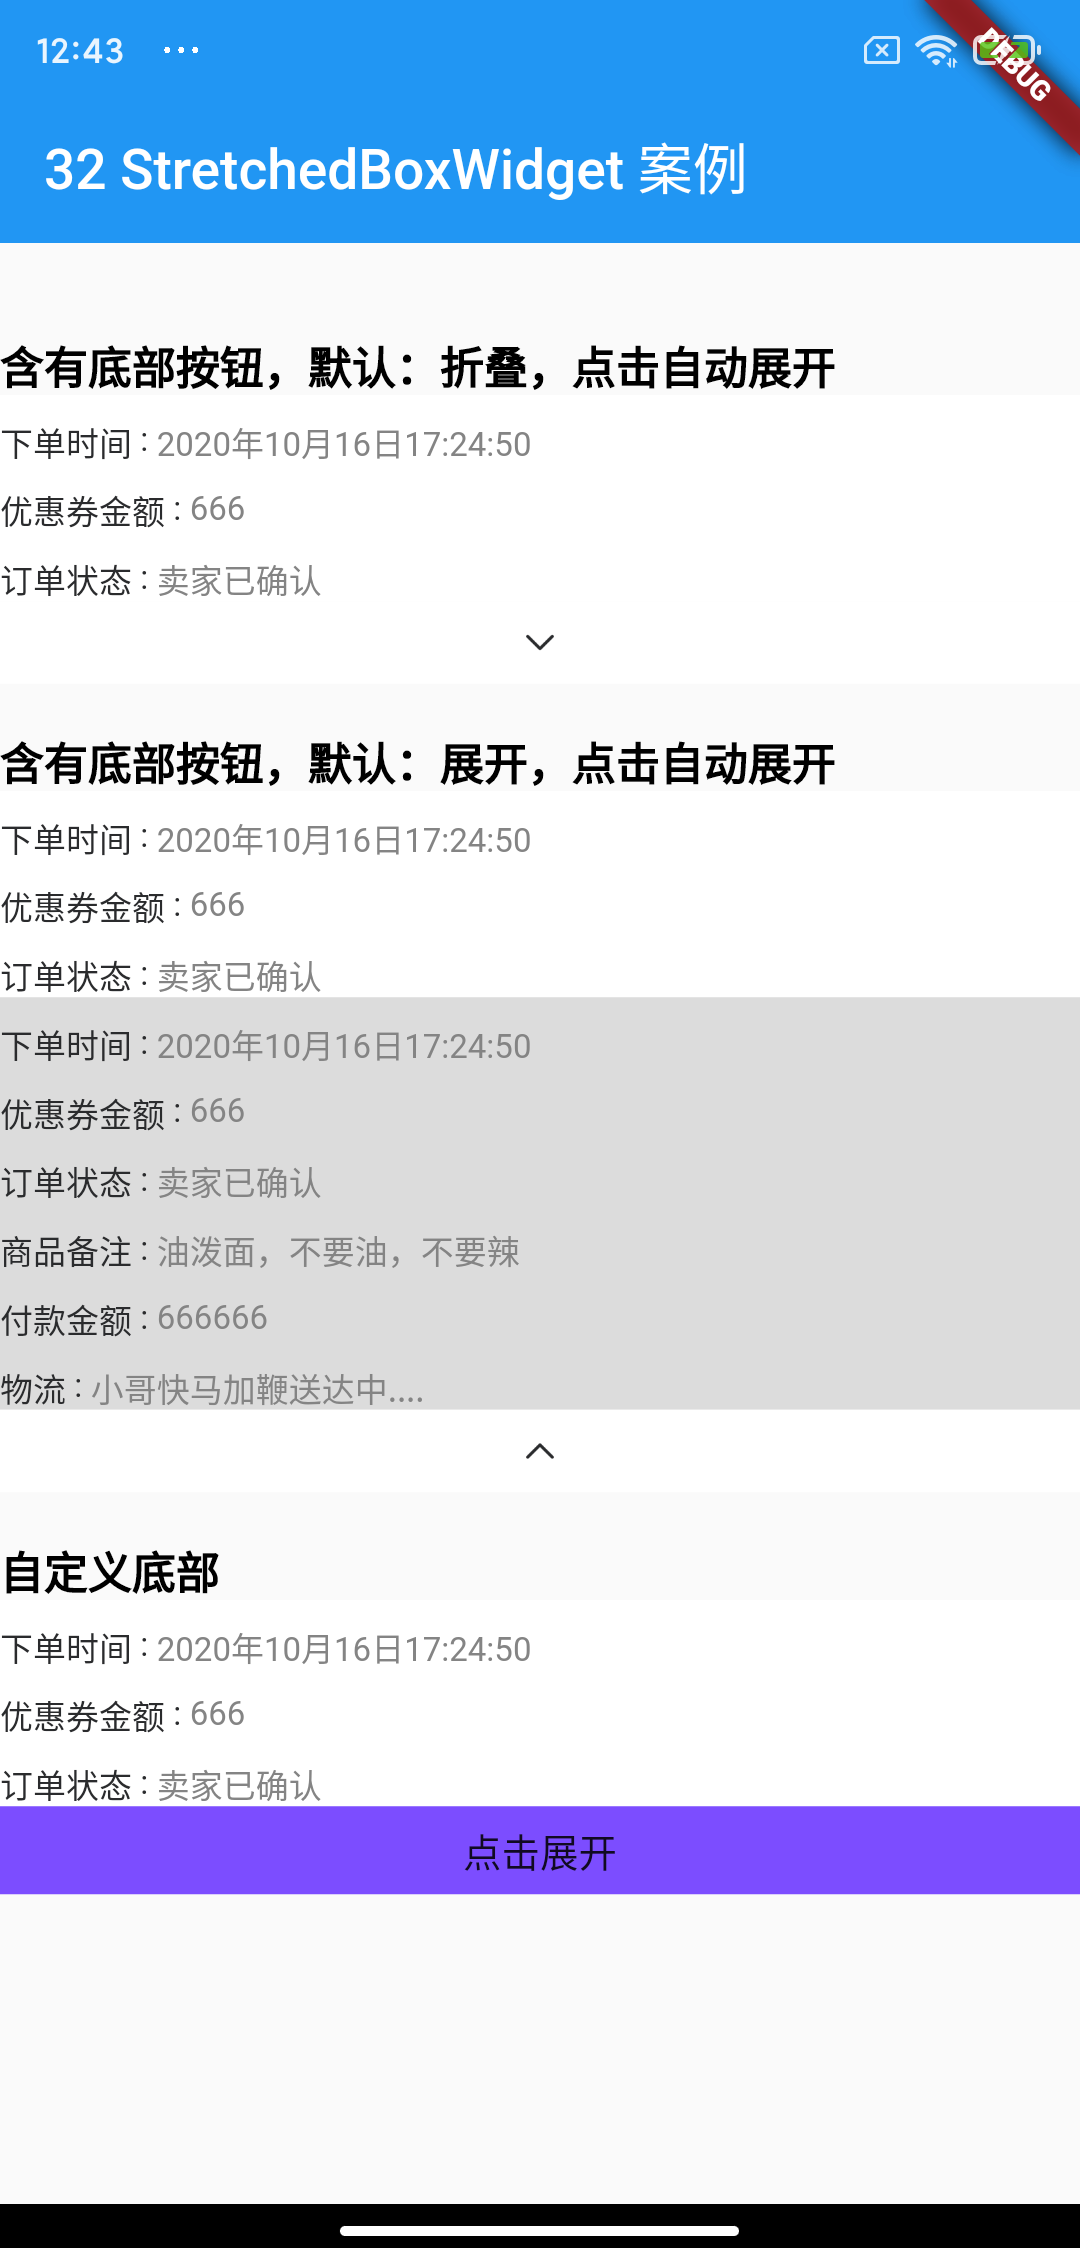 12:43 ...
DEBUG
32 StretchedBoxWidget 案例
含有底部按钮，默认：折叠，点击自动展开
下单时间 : 2020年10月16日17:24:50
优惠券金额 : 666
订单状态 : 卖家已确认
含有底部按钮，默认：展开，点击自动展开
下单时间 : 2020年10月16日17:24:50
优惠券金额 : 666
订单状态 : 卖家已确认
下单时间 : 2020年10月16日17:24:50
优惠券金额 : 666
订单状态 : 卖家已确认
商品备注 : 油泼面，不要油，不要辣
付款金额 : 666666
物流 : 小哥快马加鞭送达中....
自定义底部
下单时间 : 2020年10月16日17:24:50
优惠券金额 : 666
订单状态 : 卖家已确认
点击展开